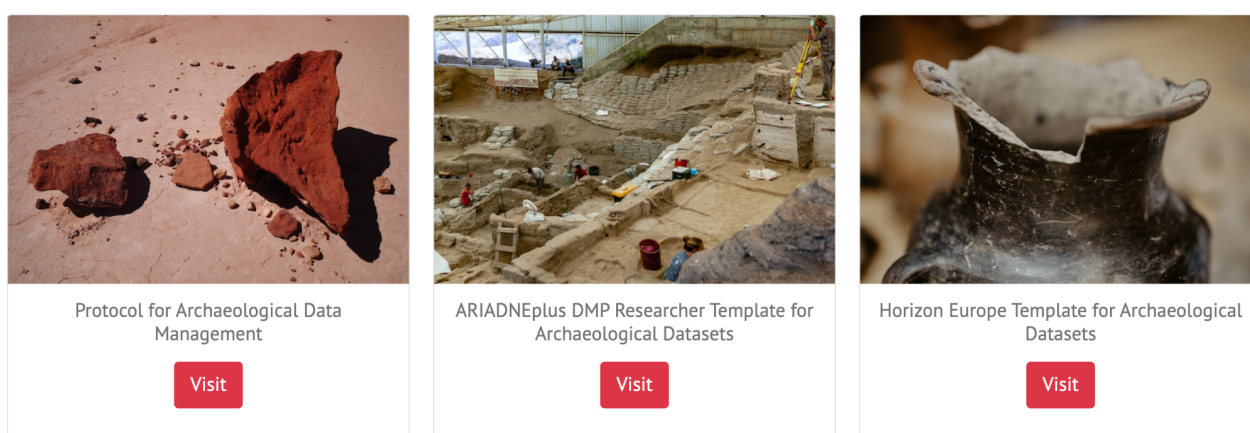 Protocol for Archaeological Data
Management
Visit
ARIADNEplus DMP Researcher Template for
Archaeological Datasets
Visit
Horizon Europe Template for Archaeological
Datasets
Visit